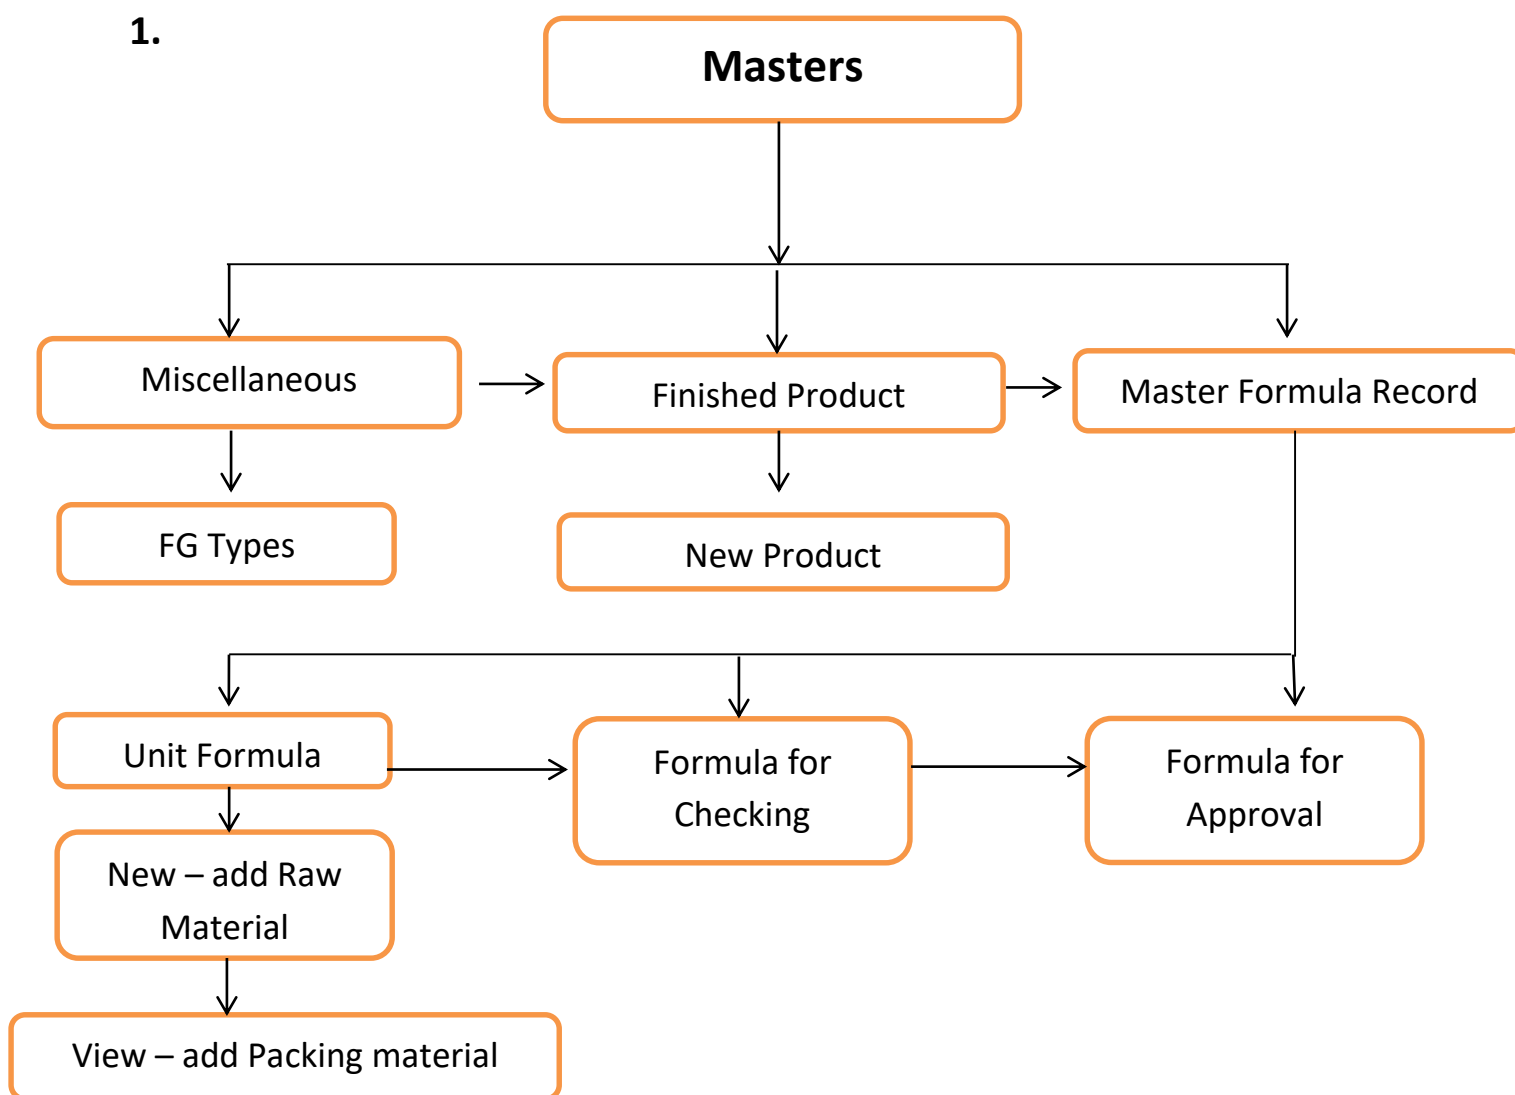 1.
Masters
Miscellaneous
Finished Product
Master Formula Record
FG Types
New Product
Unit Formula
Formula for
Checking
Formula for
Approval
New – add Raw
Material
View – add Packing material